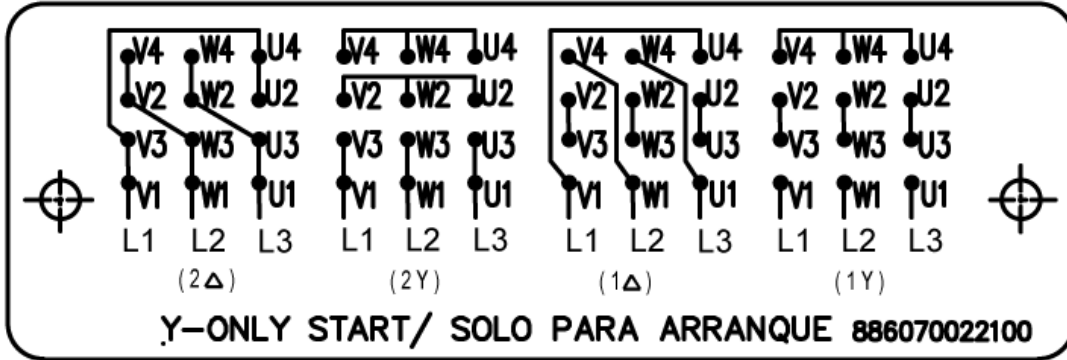 V4 W4 U4 V4 W4 U4 V4 W4 U4 V4 W4 U4
V2 W2 U2 V2 W2 U2 V2 W2 U2 V2 W2 U2
V3 W3 U3 V3 W3 U3 V3 W3 U3 V3 W3 U3
V1 W1 U1 V1 W1 U1 V1 W1 U1 V1 W1 U1
L1 L2 L3 L1 L2 L3 L1 L2 L3 L1 L2 L3
(2Δ) (2Y) (1Δ) (1Y)
Y-ONLY START/ SOLO PARA ARRANQUE 886070022100